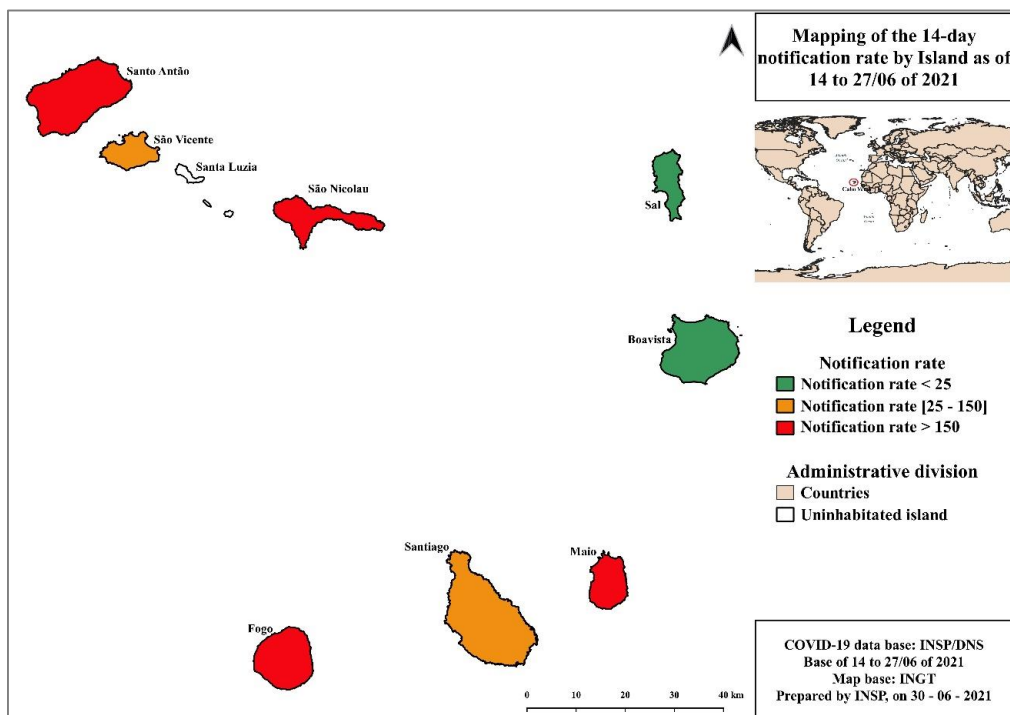 Mapping of the 14-day
notification rate by Island as of
14 to 27/06 of 2021
Santo Antão
São Vicente
Santa Luzia
São Nicolau
Sal
Boavista
Santiago
Maio
Fogo
Legend
Notification rate
Notification rate < 25
Notification rate [25 - 150]
Notification rate > 150
Administrative division
Countries
Uninhabitated island
0 10 20 30 40 km
COVID-19 data base: INSP/DNS
Base of 14 to 27/06 of 2021
Map base: INGT
Prepared by INSP, on 30 - 06 - 2021